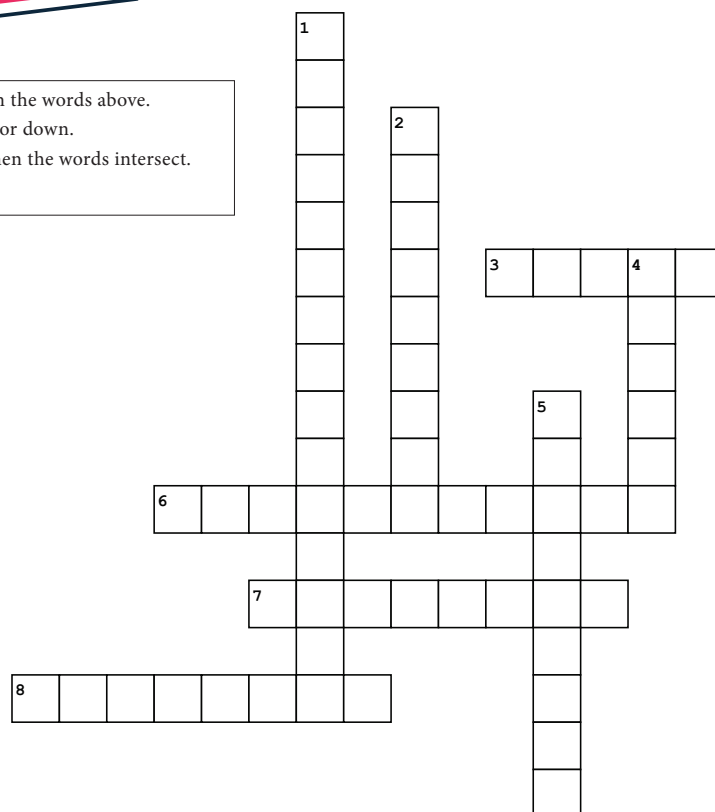 1
n the words above.
2
or down.
en the words intersect.
3 4
5
6
7
8